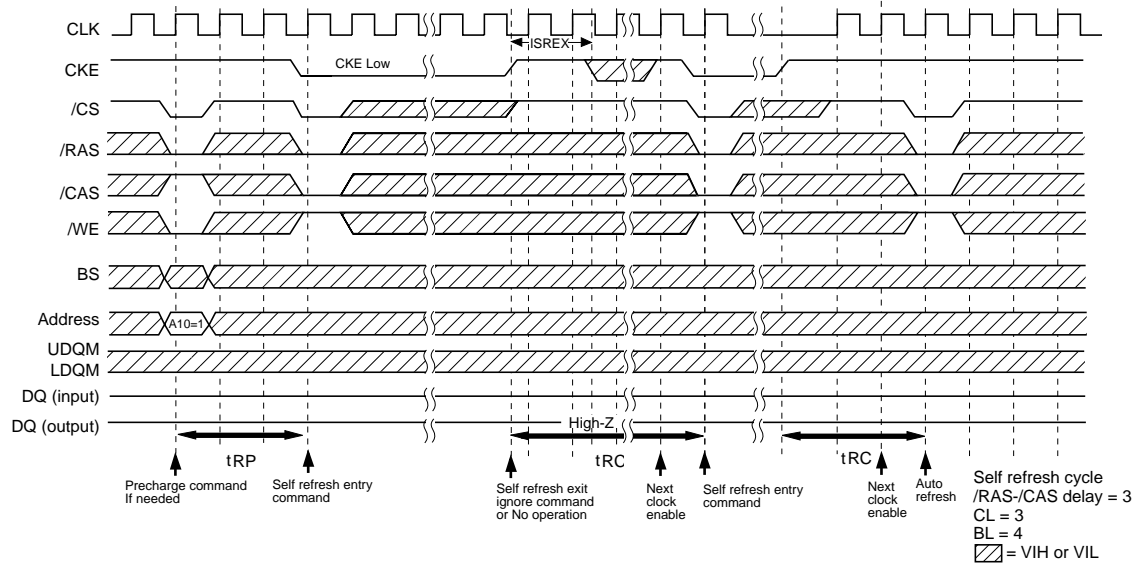 CLK
ISREX
CKE
CKE Low
/CS
/RAS
/CAS
/WE
BS
Address
A10=1
UDQM
LDQM
DQ (input)
DQ (output)
High-Z
tRP
tRC
tRC
Precharge command
If needed
Self refresh entry
command
Self refresh exit
ignore command
or No operation
Next
clock
enable
Self refresh entry
command
Next
clock
enable
Auto
refresh
Self refresh cycle
/RAS-/CAS delay = 3
CL = 3
BL = 4
= VIH or VIL